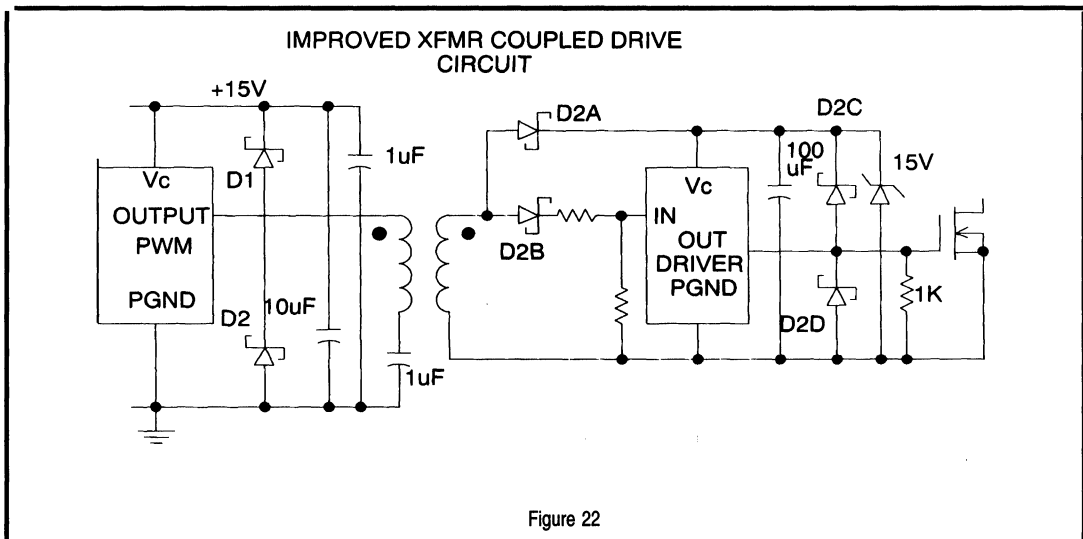 IMPROVED XFMR COUPLED DRIVE
CIRCUIT
+15V
D2A
D2C
1uF
100
uF
15V
Vc
D1
Vc
OUTPUT
PWM
IN
OUT
DRIVER
PGND
D2B
PGND
10uF
D2
1uF
D2D
1K
Figure 22